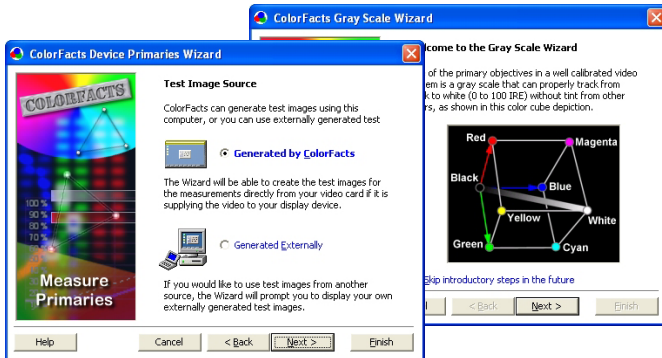 ColorFacts Gray Scale Wizard
ColorFacts Device Primaries Wizard
COLORFACTS
100 %
90 %
80 %
70 %
Measure
Primaries
Test Image Source
ColorFacts can generate test images using this
computer, or you can use externally generated test
Generated by ColorFacts
The Wizard will be able to create the test images for
the measurements directly from your video card if it is
supplying the video to your display device.
Generated Externally
If you would like to use test images from another
source, the Wizard will prompt you to display your own
externally generated test images.
Help
Cancel
< Back
Next >
Finish
to the Gray Scale Wizard
of the primary objectives in a well calibrated video
is a gray scale that can properly track from
to white (0 to 100 IRE) without tint from other
as shown in this color cube depiction.
Red
Magenta
Black
Blue
Yellow
White
Green
Cyan
Skip introductory steps in the future
< Back
Next >
Finish